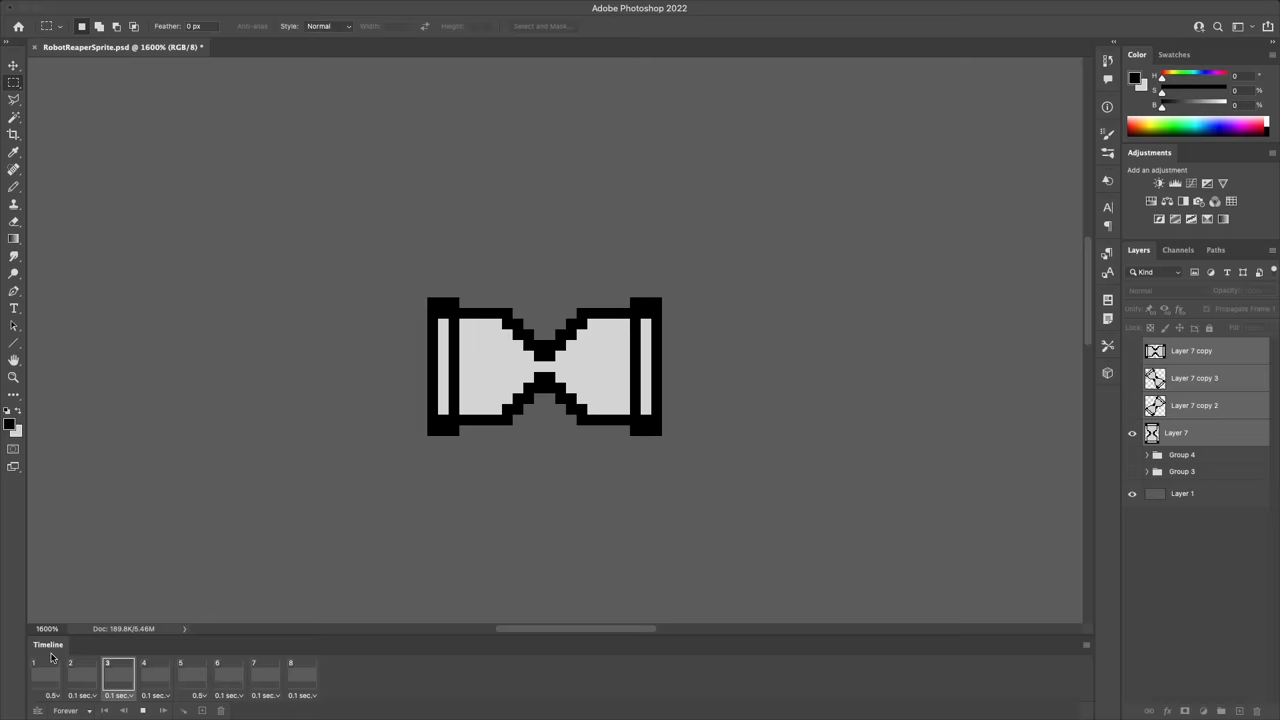 Adobe Photoshop 2022
Feather: 0 px
Anti-alias
Style: Normal
Width:
Height:
Select and Mask...
RobotReaperSprite.psd @ 1600% (RGB/8) *
Color Swatches
H 0 °
S 0 %
B 0 %
Adjustments
Add an adjustment
Layers Channels Paths
Kind
Normal Opacity:
Unify: Propagate Frame 1
Lock: Fill:
Layer 7 copy
Layer 7 copy 3
Layer 7 copy 2
Layer 7
Group 4
Group 3
Layer 1
1600% Doc: 189.8K/5.46M
Timeline
1 2 3 4 5 6 7 8
0.5 0.1 sec. 0.1 sec. 0.1 sec. 0.5 0.1 sec. 0.1 sec. 0.1 sec.
Forever